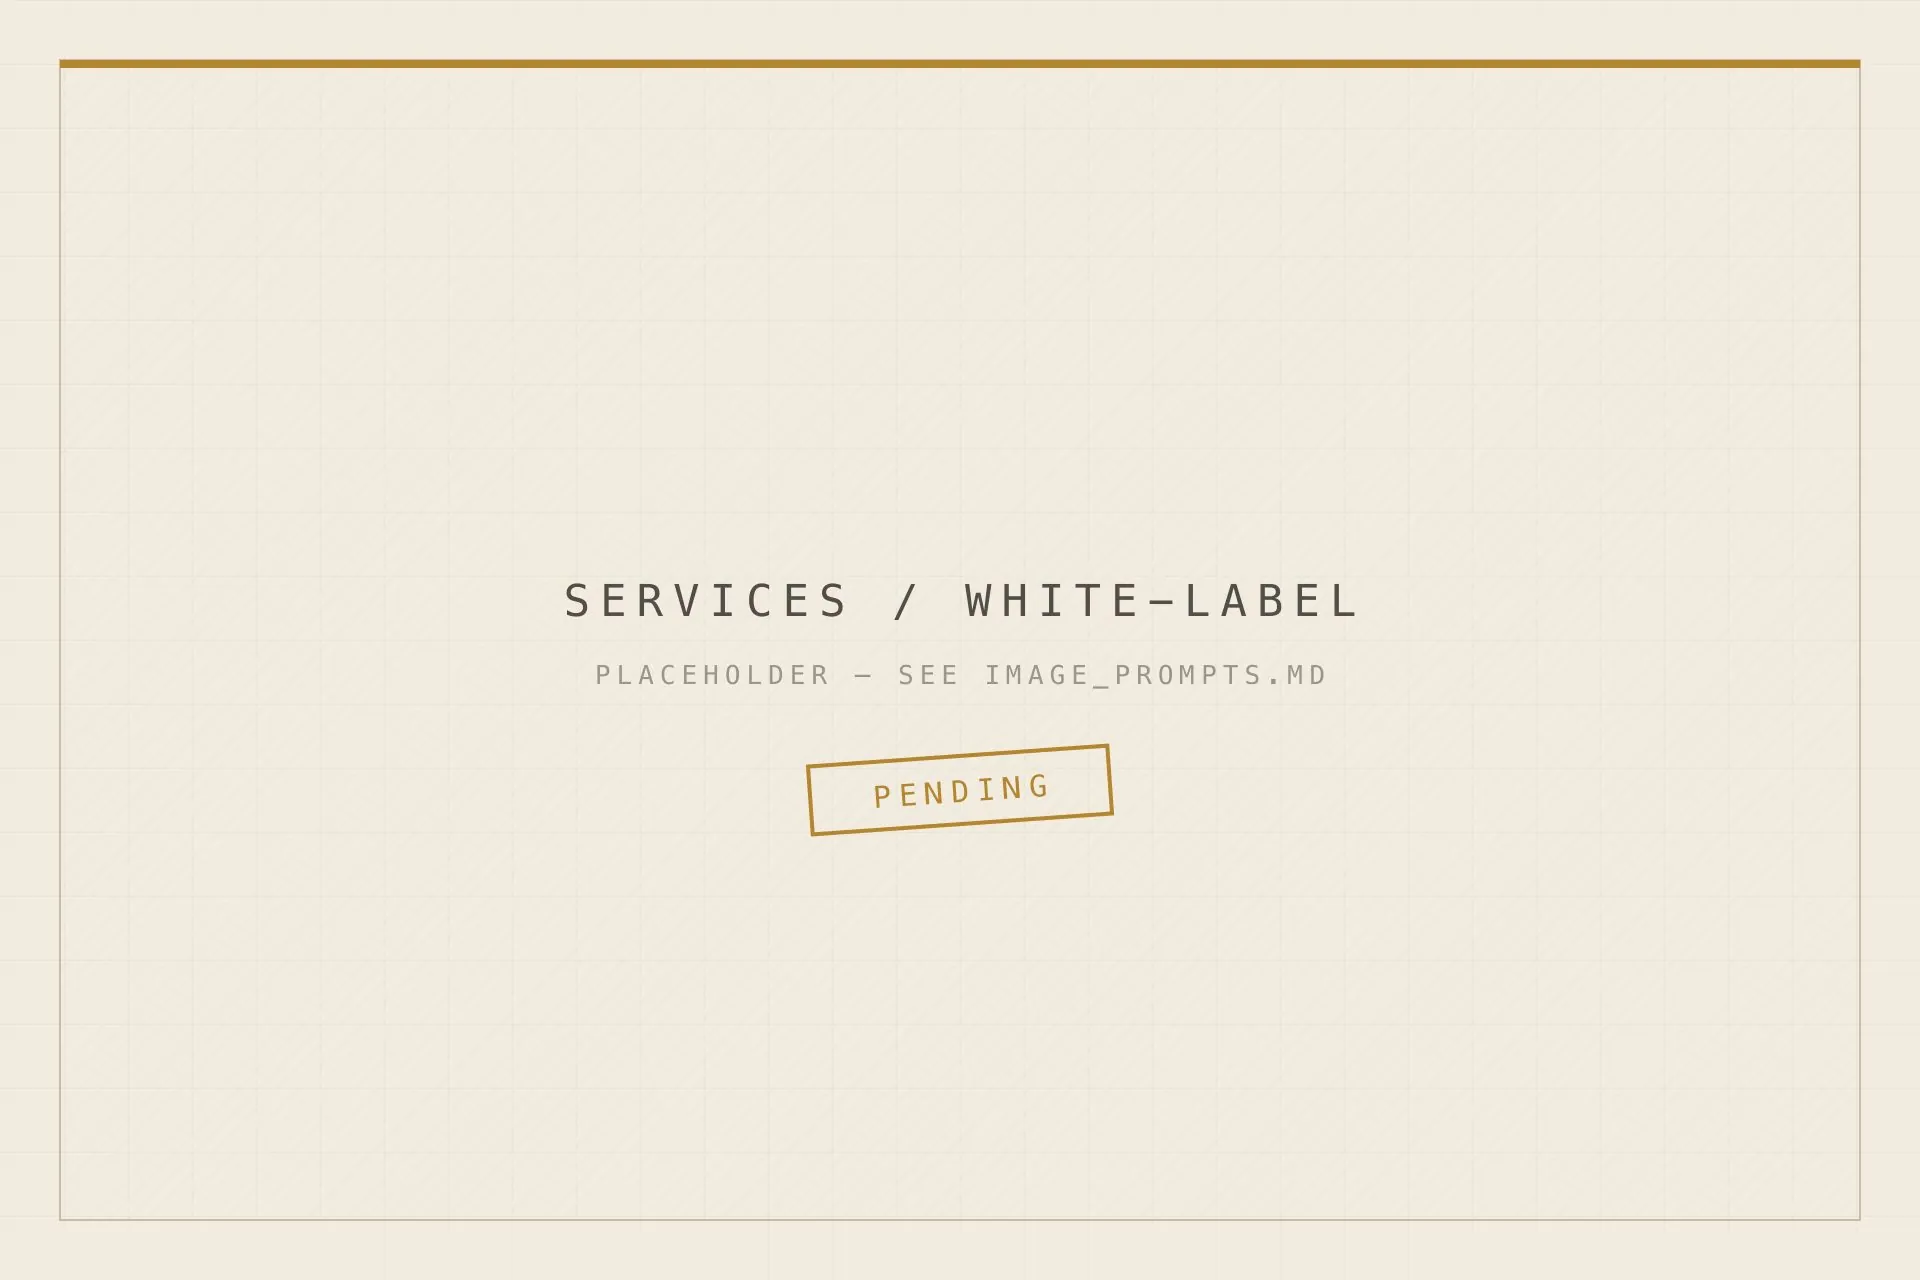 SERVICES / WHITE–LABEL
PLACEHOLDER — SEE IMAGE_PROMPTS.MD
PENDING